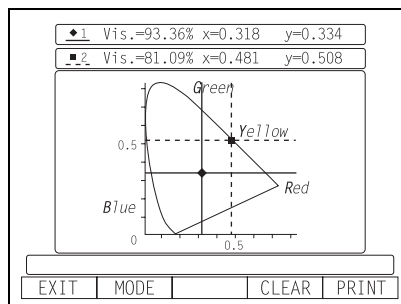 1 Vis.=93.36% x=0.318 y=0.334
2 Vis.=81.09% x=0.481 y=0.508
Green
Yellow
0.5
Red
Blue
0
0.5
EXIT MODE CLEAR PRINT